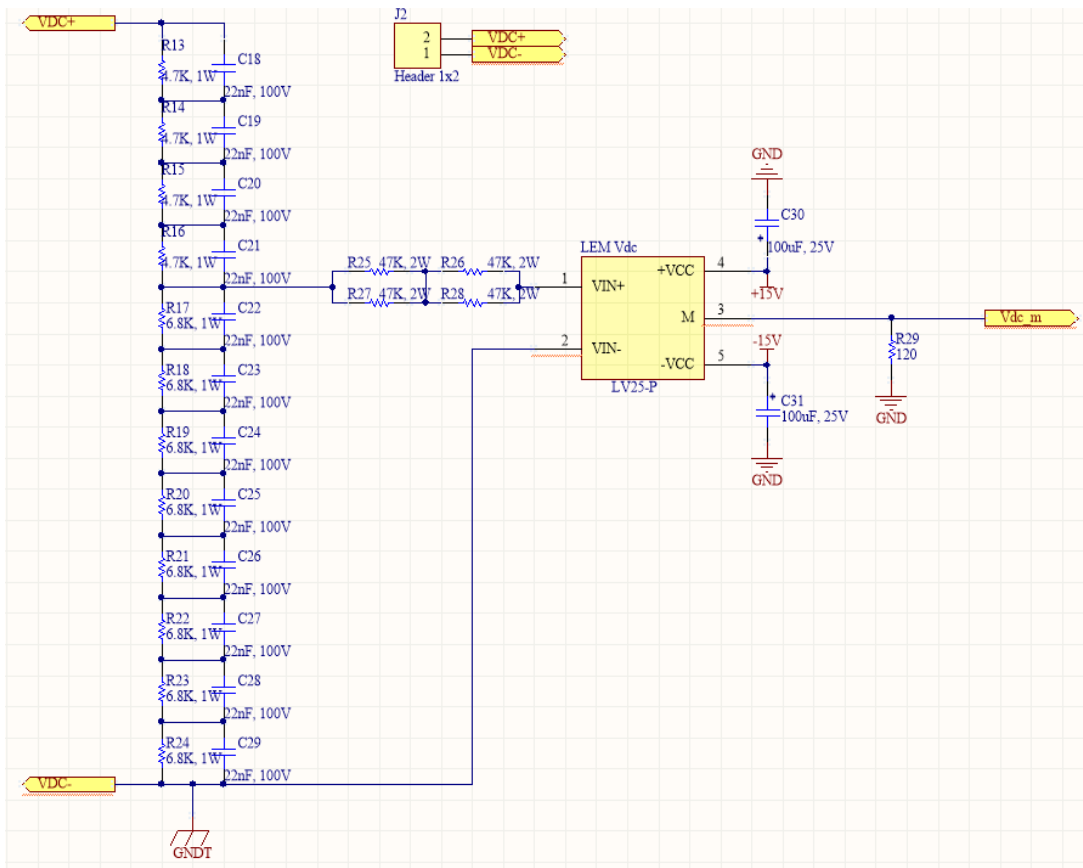 VDC+
J2
2 VDC+
1 VDC-
Header 1x2
R13
4.7K, 1W
C18
22nF, 100V
R14
4.7K, 1W
C19
22nF, 100V
R15
4.7K, 1W
C20
22nF, 100V
R16
4.7K, 1W
C21
22nF, 100V
R17
6.8K, 1W
C22
22nF, 100V
R18
6.8K, 1W
C23
22nF, 100V
R19
6.8K, 1W
C24
22nF, 100V
R20
6.8K, 1W
C25
22nF, 100V
R21
6.8K, 1W
C26
22nF, 100V
R22
6.8K, 1W
C27
22nF, 100V
R23
6.8K, 1W
C28
22nF, 100V
R24
6.8K, 1W
C29
22nF, 100V
VDC-
GNDT
R25 47K, 2W
R26 47K, 2W
R27 47K, 2W
R28 47K, 2W
LEM Vdc
1 VIN+
2 VIN-
+VCC 4
M 3
-VCC 5
LV25-P
GND
C30
100uF, 25V
+15V
-15V
C31
100uF, 25V
GND
R29
120
GND
Vdc_m